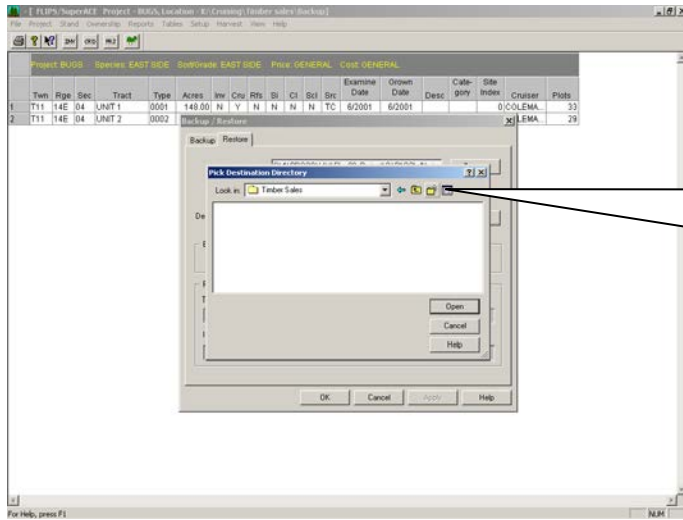 [ FLIPS/SuperACE Project - BUGS, Location - E:\Cruising\Timber sales\Backup]
File Project Stand Ownership Reports Tables Setup Harvest View Help
Project: BUGS Species: EAST SIDE Sort/Grade: EAST SIDE Price: GENERAL Cost: GENERAL
Twn Rge Sec Tract Type Acres Inv Cru Rfs SI CI Scl Src Examine Date Grown Date Desc Cate-gory Site Index Cruiser Plots
1 T11 14E 04 UNIT 1 0001 148.00 N Y N N N N TC 6/2001 6/2001 0 COLEMA.. 33
2 T11 14E 04 UNIT 2 0002 LEMA.. 29
Backup / Restore
Backup Restore
Pick Destination Directory
Look in: Timber Sales
De
Open
Cancel
Help
OK Cancel Apply Help
For Help, press F1
NUM